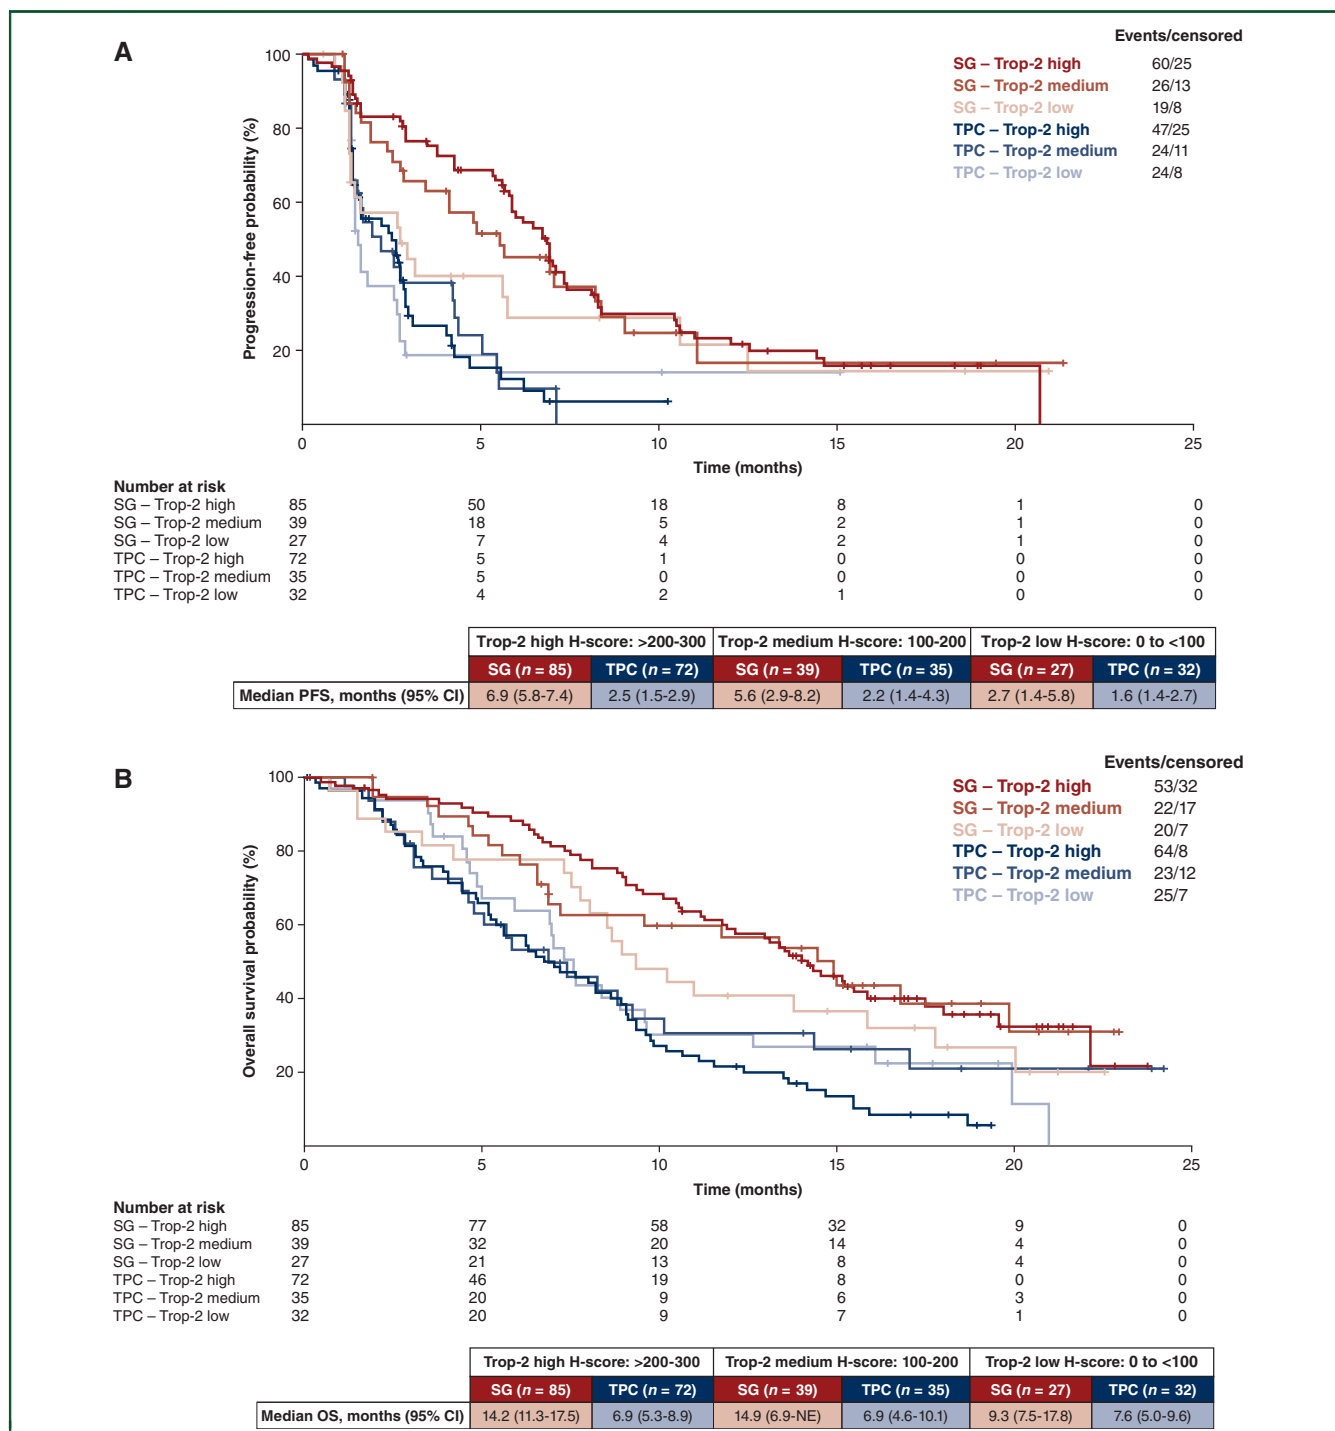 A
Events/censored
SG – Trop-2 high 60/25
SG – Trop-2 medium 26/13
SG – Trop-2 low 19/8
TPC – Trop-2 high 47/25
TPC – Trop-2 medium 24/11
TPC – Trop-2 low 24/8
Progression-free probability (%)
100
80
60
40
20
0 5 10 15 20 25
Time (months)
Number at risk
SG – Trop-2 high 85 50 18 8 1 0
SG – Trop-2 medium 39 18 5 2 1 0
SG – Trop-2 low 27 7 4 2 1 0
TPC – Trop-2 high 72 5 1 0 0 0
TPC – Trop-2 medium 35 5 0 0 0 0
TPC – Trop-2 low 32 4 2 1 0 0
Trop-2 high H-score: >200-300 Trop-2 medium H-score: 100-200 Trop-2 low H-score: 0 to <100
SG (n = 85) TPC (n = 72) SG (n = 39) TPC (n = 35) SG (n = 27) TPC (n = 32)
Median PFS, months (95% CI) 6.9 (5.8-7.4) 2.5 (1.5-2.9) 5.6 (2.9-8.2) 2.2 (1.4-4.3) 2.7 (1.4-5.8) 1.6 (1.4-2.7)
B
Events/censored
SG – Trop-2 high 53/32
SG – Trop-2 medium 22/17
SG – Trop-2 low 20/7
TPC – Trop-2 high 64/8
TPC – Trop-2 medium 23/12
TPC – Trop-2 low 25/7
Overall survival probability (%)
100
80
60
40
20
0 5 10 15 20 25
Time (months)
Number at risk
SG – Trop-2 high 85 77 58 32 9 0
SG – Trop-2 medium 39 32 20 14 4 0
SG – Trop-2 low 27 21 13 8 4 0
TPC – Trop-2 high 72 46 19 8 0 0
TPC – Trop-2 medium 35 20 9 6 3 0
TPC – Trop-2 low 32 20 9 7 1 0
Trop-2 high H-score: >200-300 Trop-2 medium H-score: 100-200 Trop-2 low H-score: 0 to <100
SG (n = 85) TPC (n = 72) SG (n = 39) TPC (n = 35) SG (n = 27) TPC (n = 32)
Median OS, months (95% CI) 14.2 (11.3-17.5) 6.9 (5.3-8.9) 14.9 (6.9-NE) 6.9 (4.6-10.1) 9.3 (7.5-17.8) 7.6 (5.0-9.6)